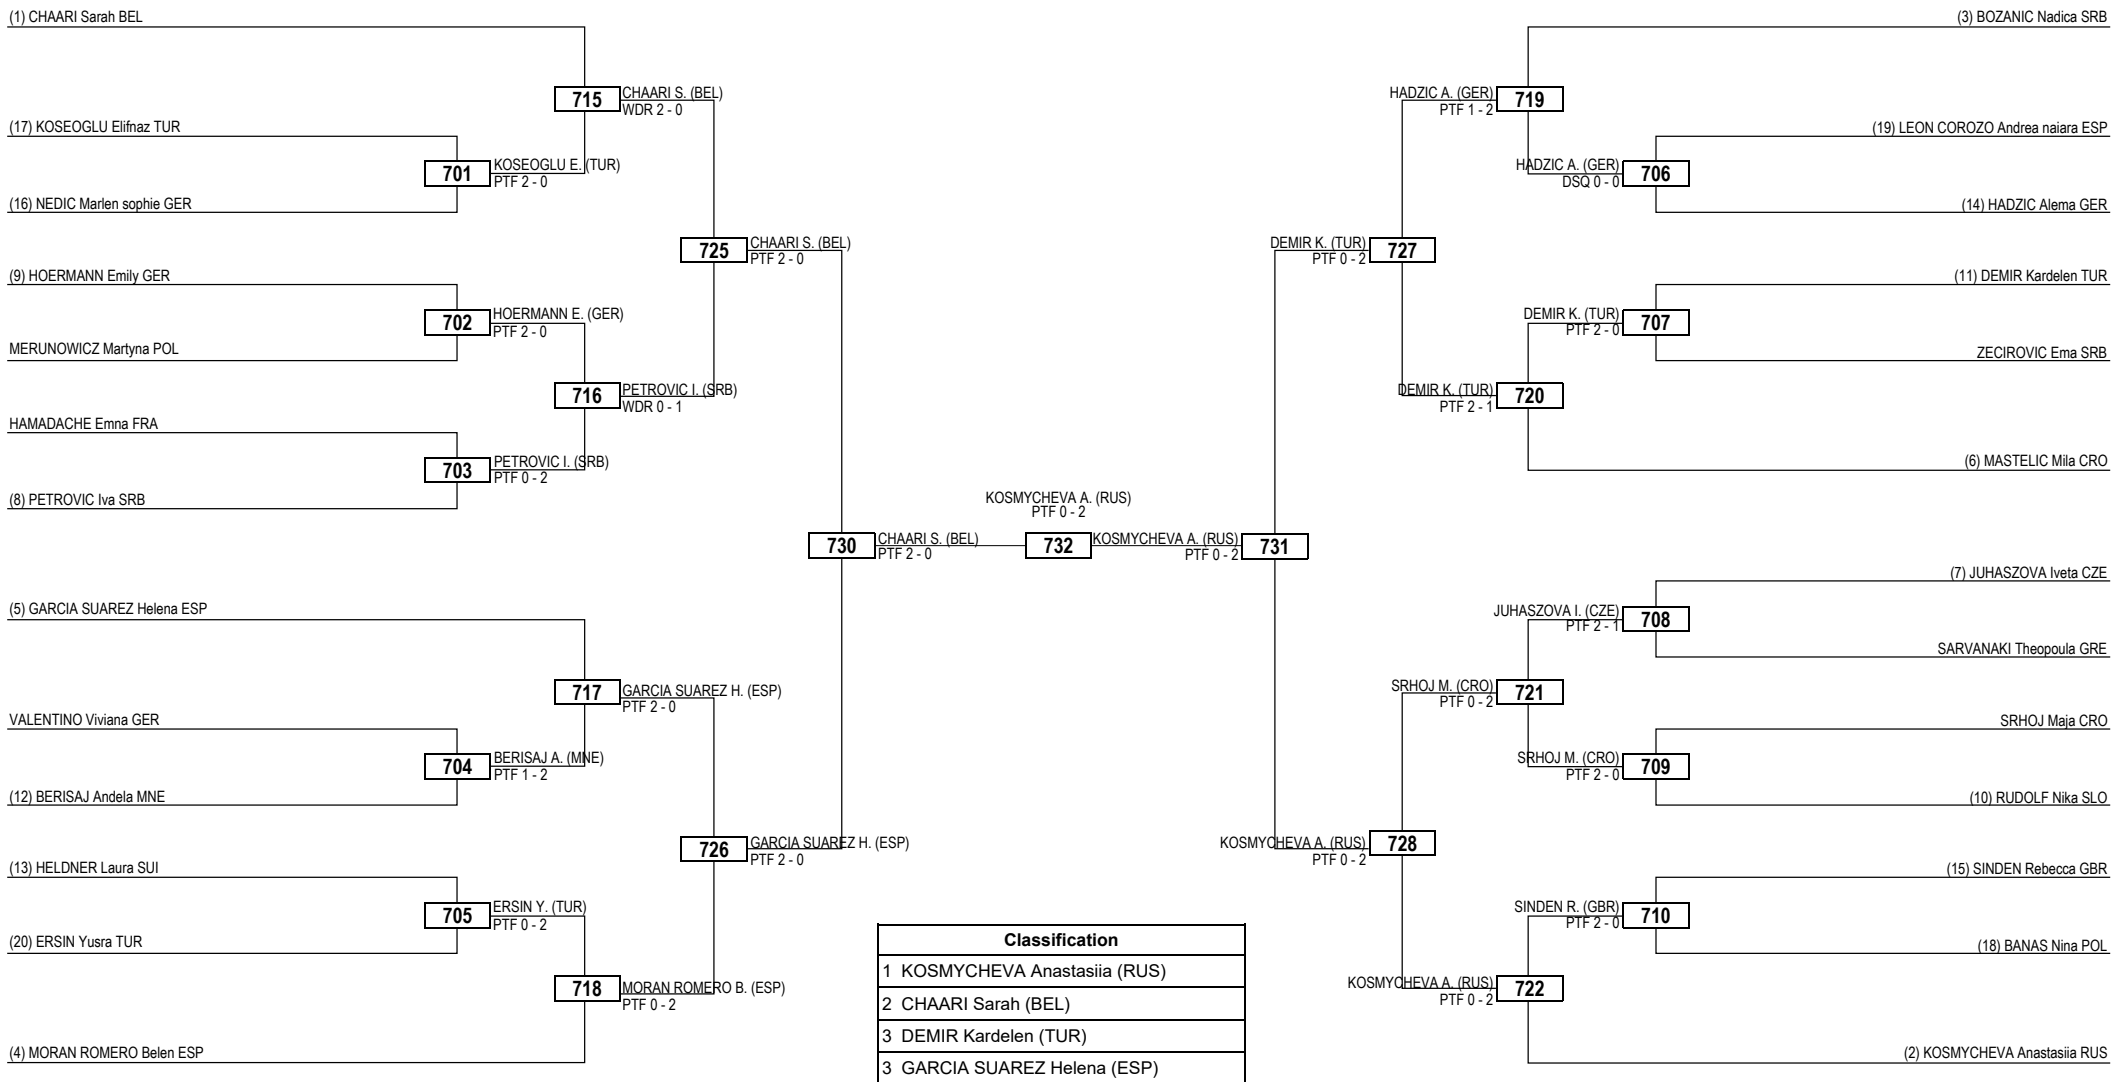 (1) CHAARI Sarah BEL
(17) KOSEOGLU Elifnaz TUR
(16) NEDIC Marlen sophie GER
(9) HOERMANN Emily GER
MERUNOWICZ Martyna POL
HAMADACHE Emna FRA
(8) PETROVIC Iva SRB
(5) GARCIA SUAREZ Helena ESP
VALENTINO Viviana GER
(12) BERISAJ Andela MNE
(13) HELDNER Laura SUI
(20) ERSIN Yusra TUR
(4) MORAN ROMERO Belen ESP
701
KOSEOGLU E. (TUR)
PTF 2 - 0
702
HOERMANN E. (GER)
PTF 2 - 0
703
PETROVIC I. (SRB)
PTF 0 - 2
704
BERISAJ A. (MNE)
PTF 1 - 2
705
ERSIN Y. (TUR)
PTF 0 - 2
715
CHAARI S. (BEL)
WDR 2 - 0
716
PETROVIC I. (SRB)
WDR 0 - 1
717
GARCIA SUAREZ H. (ESP)
PTF 2 - 0
718
MORAN ROMERO B. (ESP)
PTF 0 - 2
725
CHAARI S. (BEL)
PTF 2 - 0
726
GARCIA SUAREZ H. (ESP)
PTF 2 - 0
730
CHAARI S. (BEL)
PTF 2 - 0
KOSMYCHEVA A. (RUS)
PTF 0 - 2
732
KOSMYCHEVA A. (RUS)
PTF 0 - 2
731
DEMIR K. (TUR)
PTF 0 - 2
727
KOSMYCHEVA A. (RUS)
PTF 0 - 2
728
HADZIC A. (GER)
PTF 1 - 2
719
DEMIR K. (TUR)
PTF 2 - 1
720
SRHOJ M. (CRO)
PTF 0 - 2
721
KOSMYCHEVA A. (RUS)
PTF 0 - 2
722
HADZIC A. (GER)
DSQ 0 - 0
706
DEMIR K. (TUR)
PTF 2 - 0
707
JUHASZOVA I. (CZE)
PTF 2 - 1
708
SRHOJ M. (CRO)
PTF 2 - 0
709
SINDEN R. (GBR)
PTF 2 - 0
710
(3) BOZANIC Nadica SRB
(19) LEON COROZO Andrea naiara ESP
(14) HADZIC Alema GER
(11) DEMIR Kardelen TUR
ZECIROVIC Ema SRB
(6) MASTELIC Mila CRO
(7) JUHASZOVA Iveta CZE
SARVANAKI Theopoula GRE
SRHOJ Maja CRO
(10) RUDOLF Nika SLO
(15) SINDEN Rebecca GBR
(18) BANAS Nina POL
(2) KOSMYCHEVA Anastasiia RUS
Classification
1 KOSMYCHEVA Anastasiia (RUS)
2 CHAARI Sarah (BEL)
3 DEMIR Kardelen (TUR)
3 GARCIA SUAREZ Helena (ESP)